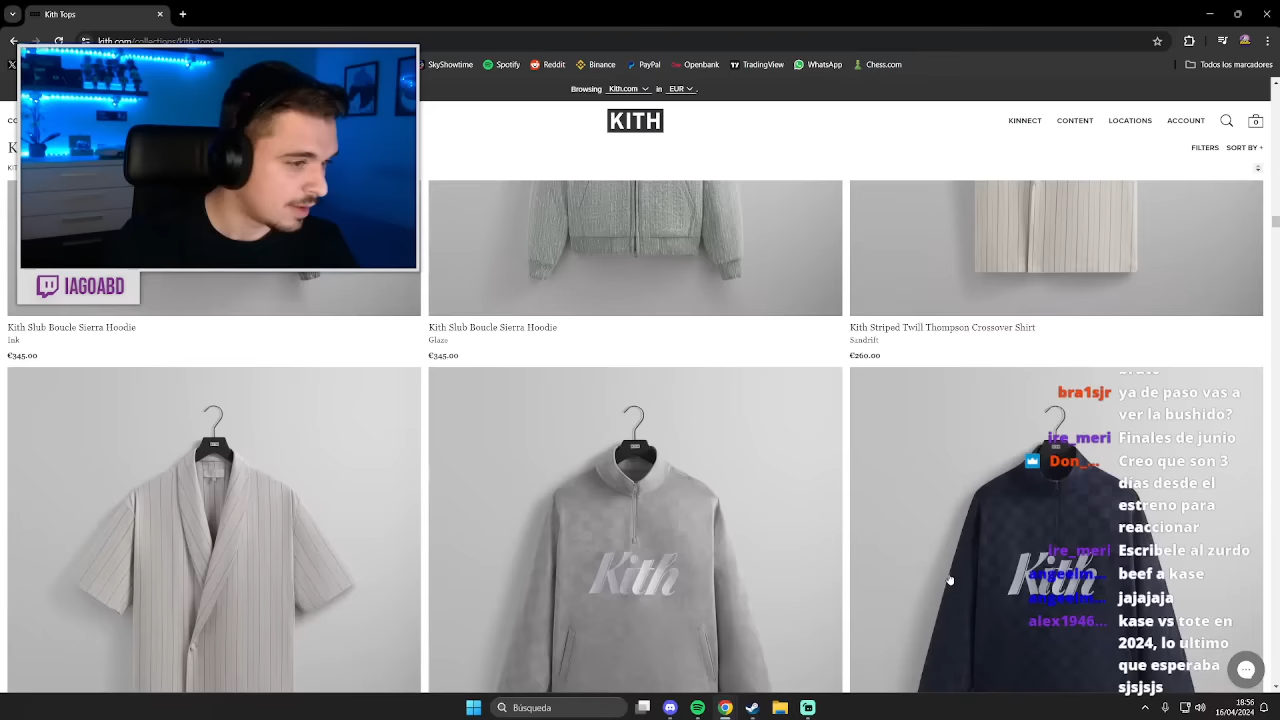 Kith Tops
.com/collections/kith-tops
SkyShowti...
Spotify
Reddit
Binance
PayPal
Openbank
TradingView
WhatsApp
Chess.com
Todos los marcadores
Browsing Kith.com in EUR .
KITH
KINNECT
CONTENT
LOCATIONS
ACCOUNT
0
FILTERS
SORT BY +
IAGOABD
Kith Slub Boucle Sierra Hoodie
Ink
€345.00
Kith Slub Boucle Sierra Hoodie
Glaze
€345.00
Kith Striped Twill Thompson Crossover Shirt
Sandrift
€260.00
Kith
Kith
bra1sjr ya de paso vas a
ver la bushido?
ire_meri Finales de junio
Don_... Creo que son 3
días desde el
estreno para
reaccionar
ire_meri Escribele al zurdo
angeelm... beef a kase
angeelm... jajajaja
alex1946... kase vs tote en
2024, lo ultimo
que esperaba
sjsjsjs
Búsqueda
18:56
16/04/2024